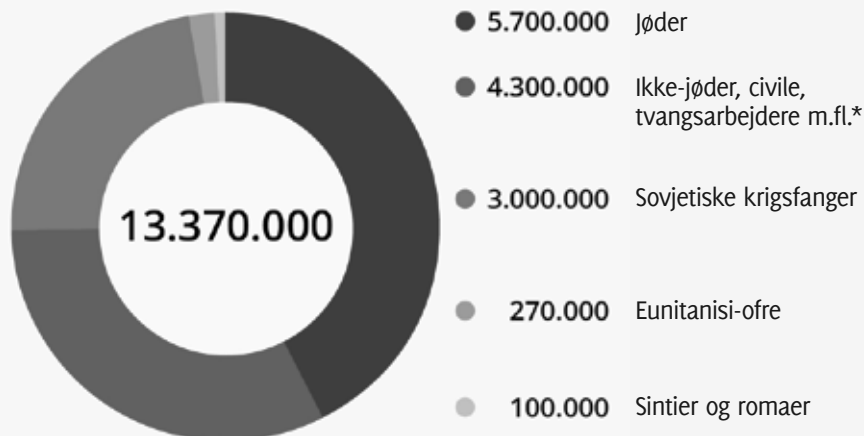 13.370.000
5.700.000 Jøder
4.300.000 Ikke-jøder, civile,
tvangsarbejdere m.fl.*
3.000.000 Sovjetiske krigsfanger
270.000 Eunitanisi-ofre
100.000 Sintier og romaer